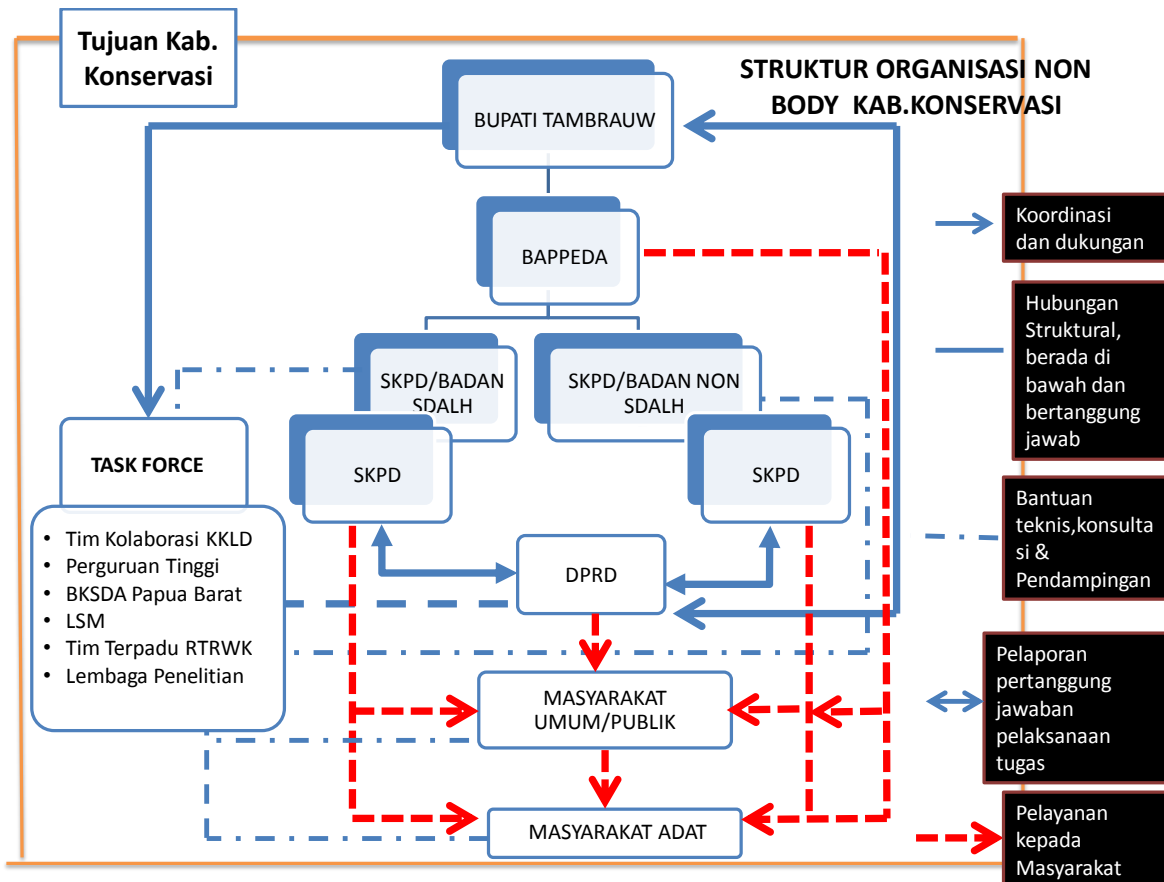 Tujuan Kab.
Konservasi
STRUKTUR ORGANISASI NON
BODY KAB.KONSERVASI
BUPATI TAMBRAUW
BAPPEDA
SKPD/BADAN
SDALH
SKPD/BADAN NON
SDALH
SKPD
SKPD
TASK FORCE
• Tim Kolaborasi KKLD
• Perguruan Tinggi
• BKSDA Papua Barat
• LSM
• Tim Terpadu RTRWK
• Lembaga Penelitian
DPRD
MASYARAKAT
UMUM/PUBLIK
MASYARAKAT ADAT
Koordinasi
dan dukungan
Hubungan
Struktural,
berada di
bawah dan
bertanggung
jawab
Bantuan
teknis,konsulta
si &
Pendampingan
Pelaporan
pertanggung
jawaban
pelaksanaan
tugas
Pelayanan
kepada
Masyarakat